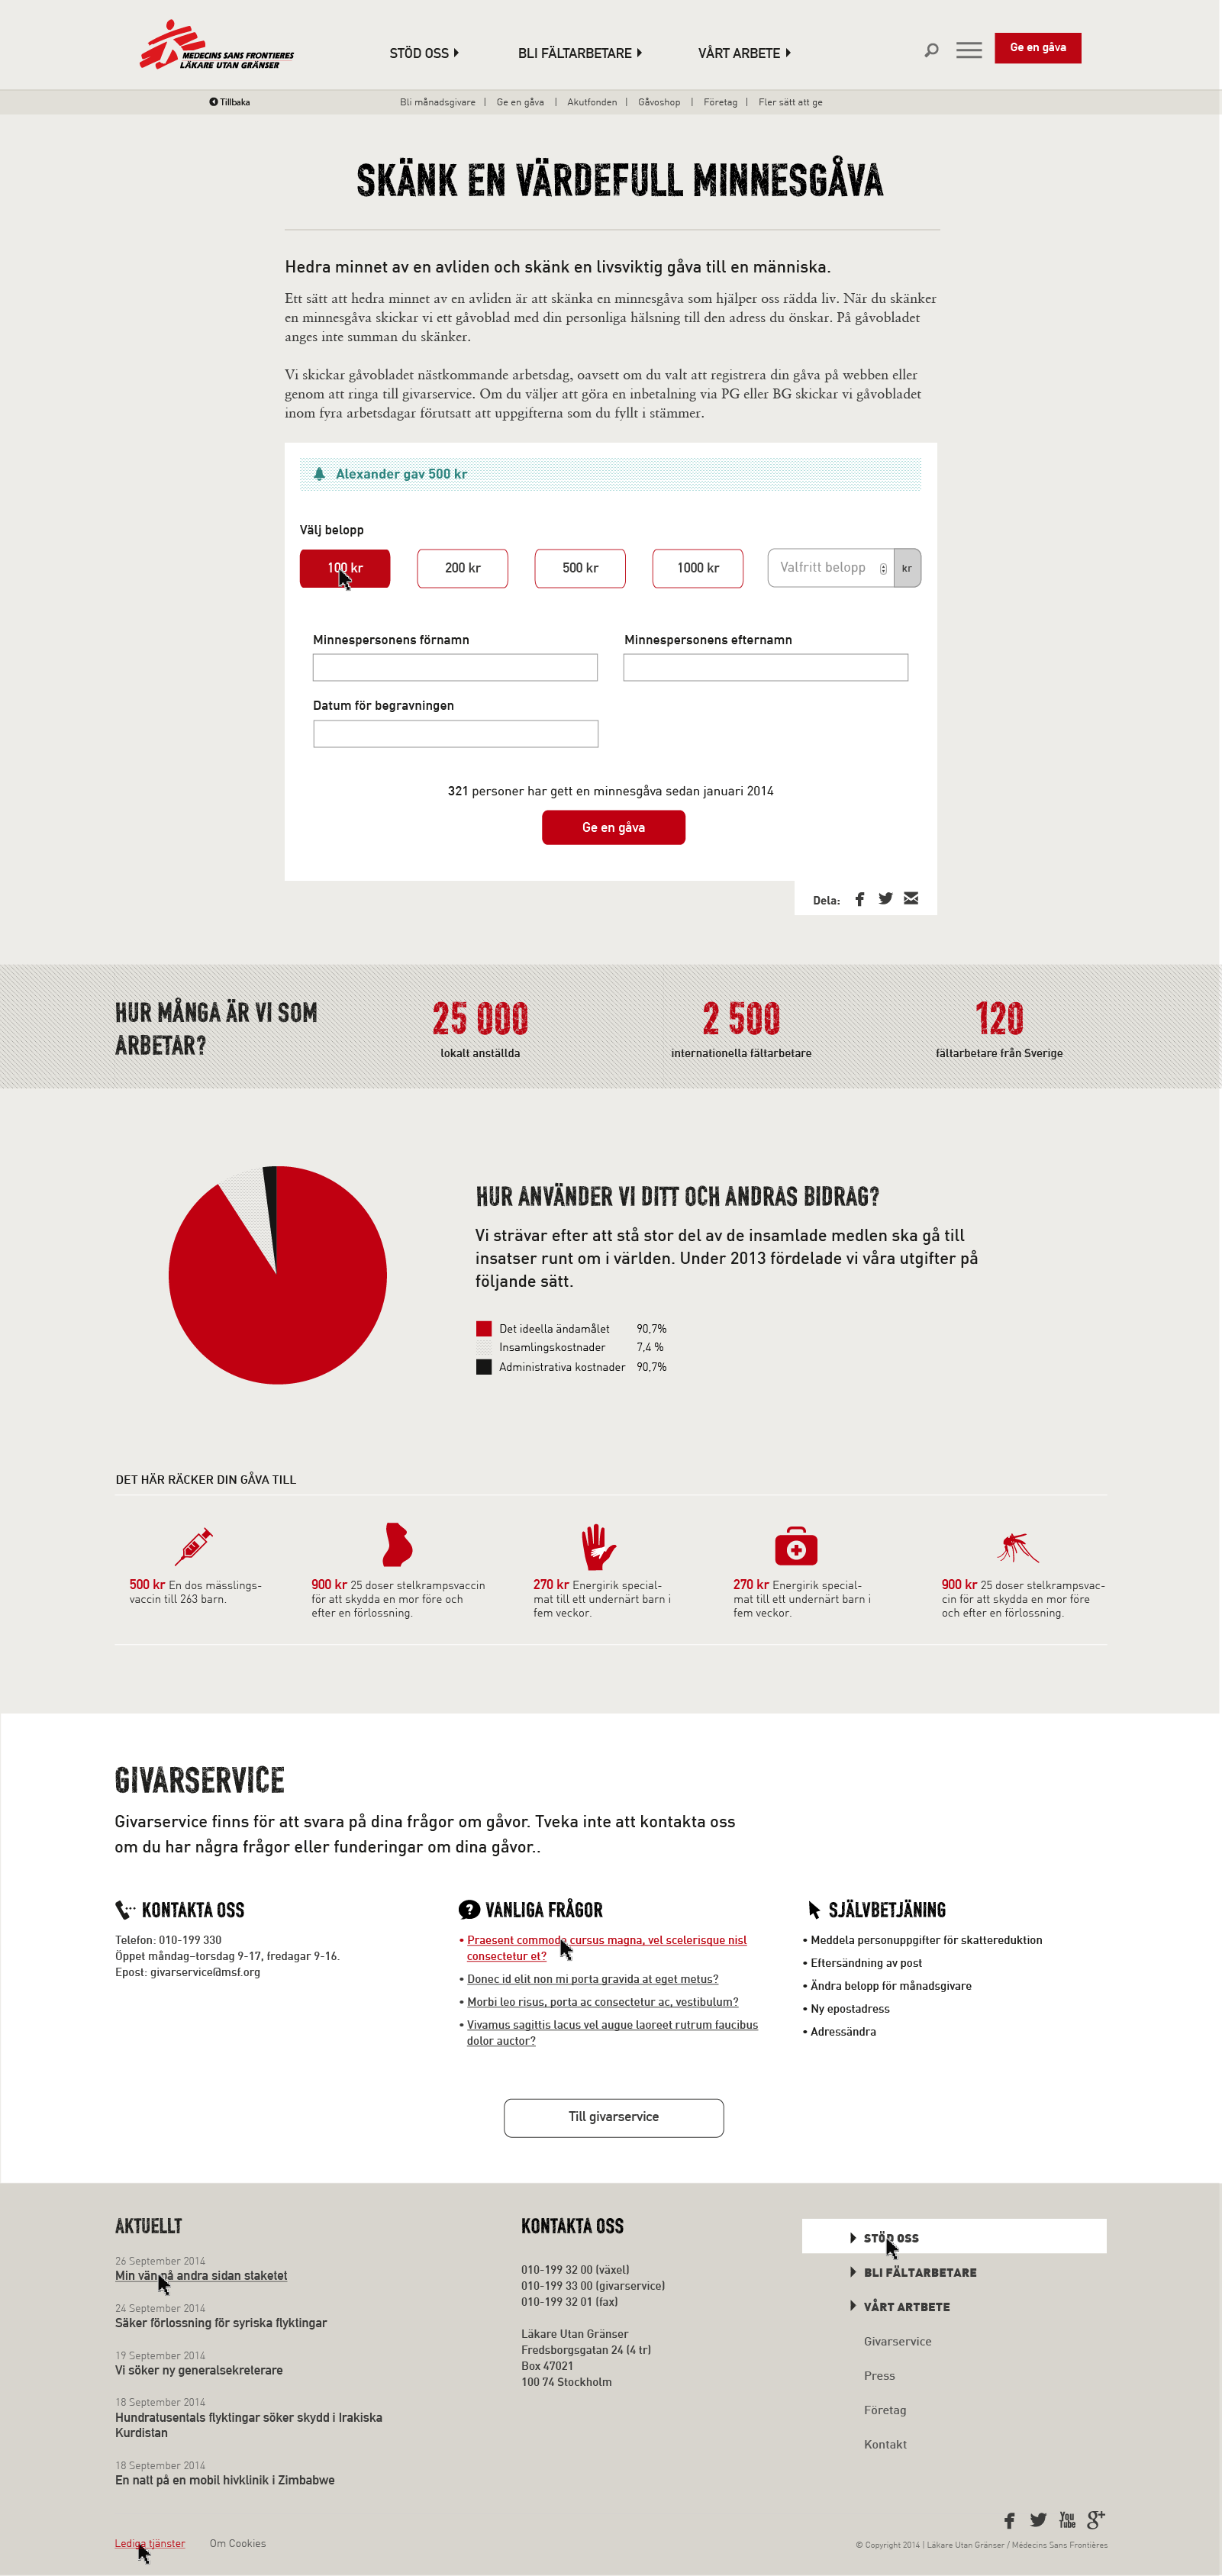 MEDECINS SANS FRONTIERES
LÄKARE UTAN GRÄNSER
STÖD OSS
BLI FÄLTARBETARE
VÅRT ARBETE
Ge en gåva
Tillbaka
Bli månadsgivare | Ge en gåva | Akutfonden | Gåvoshop | Företag | Fler sätt att ge
SKÄNK EN VÄRDEFULL MINNESGÅVA
Hedra minnet av en avliden och skänk en livsviktig gåva till en människa.
Ett sätt att hedra minnet av en avliden är att skänka en minnesgåva som hjälper oss rädda liv. När du skänker
en minnesgåva skickar vi ett gåvoblad med din personliga hälsning till den adress du önskar. På gåvobladet
anges inte summan du skänker.
Vi skickar gåvobladet nästkommande arbetsdag, oavsett om du valt att registrera din gåva på webben eller
genom att ringa till givarservice. Om du väljer att göra en inbetalning via PG eller BG skickar vi gåvobladet
inom fyra arbetsdagar förutsatt att uppgifterna som du fyllt i stämmer.
Alexander gav 500 kr
Välj belopp
100 kr
200 kr
500 kr
1000 kr
Valfritt belopp
kr
Minnespersonens förnamn
Minnespersonens efternamn
Datum för begravningen
321 personer har gett en minnesgåva sedan januari 2014
Ge en gåva
Dela:
HUR MÅNGA ÄR VI SOM
ARBETAR?
25 000
lokalt anställda
2 500
internationella fältarbetare
120
fältarbetare från Sverige
HUR ANVÄNDER VI DITT OCH ANDRAS BIDRAG?
Vi strävar efter att stå stor del av de insamlade medlen ska gå till
insatser runt om i världen. Under 2013 fördelade vi våra utgifter på
följande sätt.
Det ideella ändamålet 90,7%
Insamlingskostnader 7,4 %
Administrativa kostnader 90,7%
DET HÄR RÄCKER DIN GÅVA TILL
500 kr En dos mässlings-
vaccin till 263 barn.
900 kr 25 doser stelkrampsvaccin
för att skydda en mor före och
efter en förlossning.
270 kr Energirik special-
mat till ett undernärt barn i
fem veckor.
270 kr Energirik special-
mat till ett undernärt barn i
fem veckor.
900 kr 25 doser stelkrampsvac-
cin för att skydda en mor före
och efter en förlossning.
GIVARSERVICE
Givarservice finns för att svara på dina frågor om gåvor. Tveka inte att kontakta oss
om du har några frågor eller funderingar om dina gåvor..
KONTAKTA OSS
Telefon: 010-199 330
Öppet måndag–torsdag 9-17, fredagar 9-16.
Epost: givarservice@msf.org
VANLIGA FRÅGOR
• Praesent commodo cursus magna, vel scelerisque nisl
consectetur et?
• Donec id elit non mi porta gravida at eget metus?
• Morbi leo risus, porta ac consectetur ac, vestibulum?
• Vivamus sagittis lacus vel augue laoreet rutrum faucibus
dolor auctor?
SJÄLVBETJÄNING
• Meddela personuppgifter för skattereduktion
• Eftersändning av post
• Ändra belopp för månadsgivare
• Ny epostadress
• Adressändra
Till givarservice
AKTUELLT
26 September 2014
Min vän på andra sidan staketet
24 September 2014
Säker förlossning för syriska flyktingar
19 September 2014
Vi söker ny generalsekreterare
18 September 2014
Hundratusentals flyktingar söker skydd i Irakiska
Kurdistan
18 September 2014
En natt på en mobil hivklinik i Zimbabwe
KONTAKTA OSS
010-199 32 00 (växel)
010-199 33 00 (givarservice)
010-199 32 01 (fax)
Läkare Utan Gränser
Fredsborgsgatan 24 (4 tr)
Box 47021
100 74 Stockholm
STÖD OSS
BLI FÄLTARBETARE
VÅRT ARTBETE
Givarservice
Press
Företag
Kontakt
You
Tube
g+
Lediga tjänster
Om Cookies
© Copyright 2014 | Läkare Utan Gränser / Médecins Sans Frontières